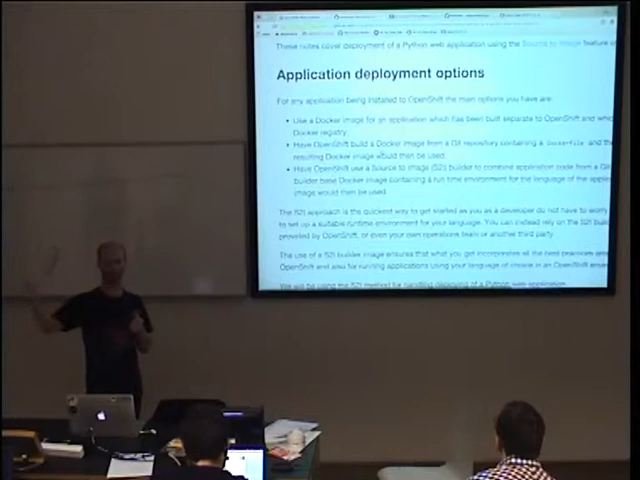 These notes cover deployment of a Python web application using the Source to Image feature o
Application deployment options
For any application being installed to OpenShift the main options you have are:
Use a Docker image for an application which has been built separate to OpenShift and
Docker registry.
Have OpenShift build a Docker image from a Git repository containing a Dockerfile and the
resulting Docker image would then be used.
Have OpenShift use a Source to Image (S2I) builder to combine application code from a
builder base Docker image containing a run time environment for the language of the
image would then be used.
The S2I approach is the quickest way to get started as you as a developer do not have to worry
to set up a suitable runtime environment for your language. You can instead rely on the S2I
provided by OpenShift, or even your own operations team or another third party.
The use of a S2I builder image ensures that what you get incorporates all the best practices
OpenShift and also for running applications using your language of choice in an OpenShift
We will be using the S2I method for handling deploying of a Python web application.